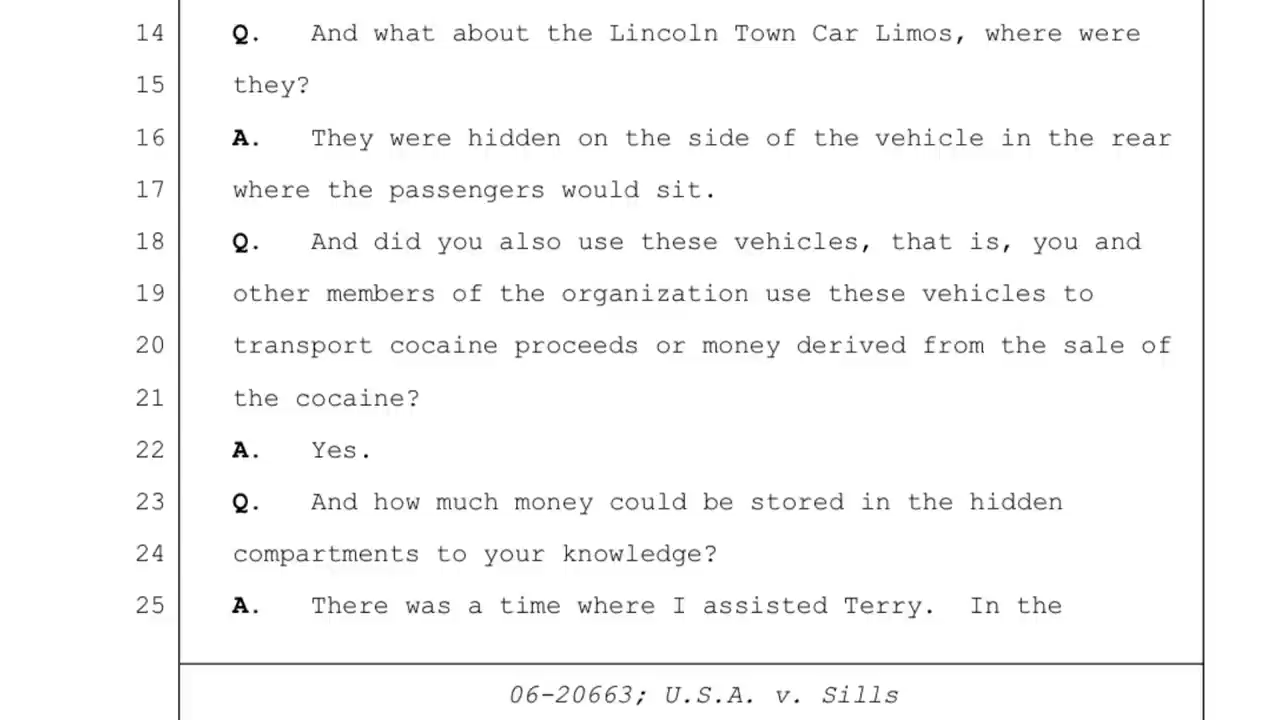 14 Q. And what about the Lincoln Town Car Limos, where were
15 they?
16 A. They were hidden on the side of the vehicle in the rear
17 where the passengers would sit.
18 Q. And did you also use these vehicles, that is, you and
19 other members of the organization use these vehicles to
20 transport cocaine proceeds or money derived from the sale of
21 the cocaine?
22 A. Yes.
23 Q. And how much money could be stored in the hidden
24 compartments to your knowledge?
25 A. There was a time where I assisted Terry. In the
06-20663; U.S.A. v. Sills